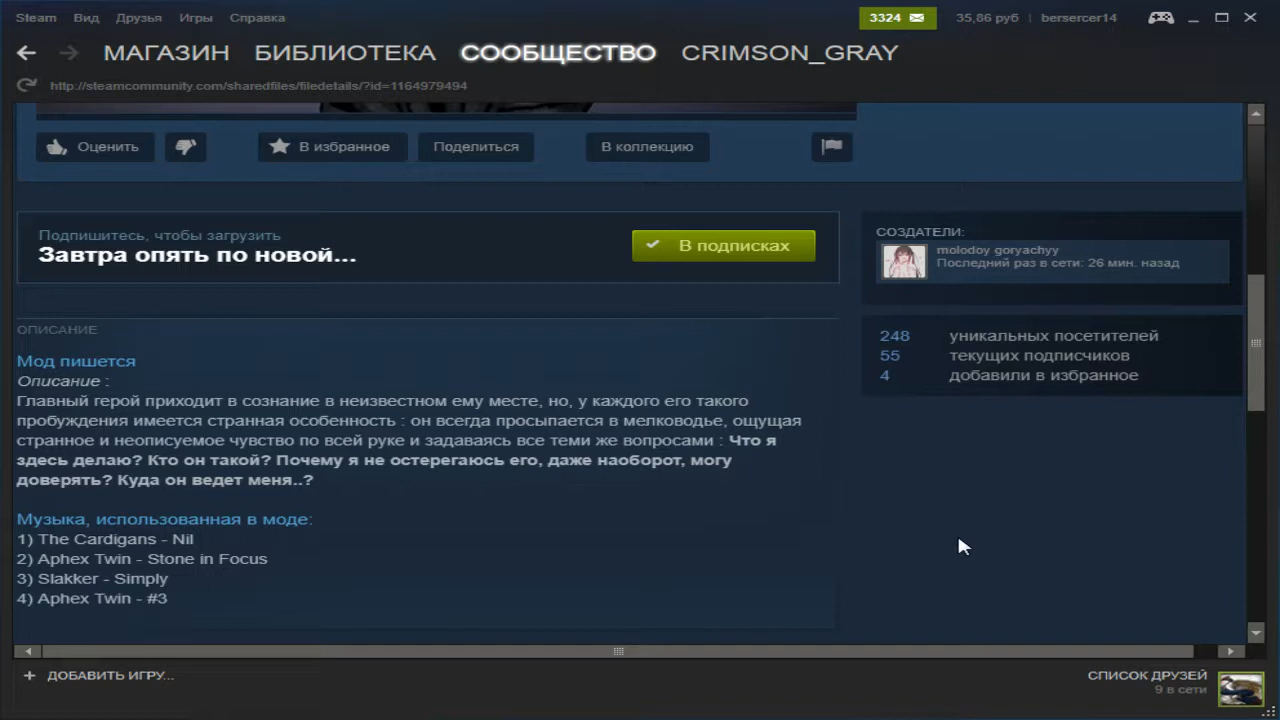 Steam Вид Друзья Игры Справка
3324 35,86 руб | bersercer14
МАГАЗИН БИБЛИОТЕКА СООБЩЕСТВО CRIMSON_GRAY
http://steamcommunity.com/sharedfiles/filedetails/?id=1164979494
Оценить В избранное Поделиться В коллекцию
Подпишитесь, чтобы загрузить
Завтра опять по новой...
В подписках
СОЗДАТЕЛИ:
molodoy goryachyy
Последний раз в сети: 26 мин. назад
248 уникальных посетителей
55 текущих подписчиков
4 добавили в избранное
ОПИСАНИЕ
Мод пишется
Описание :
Главный герой приходит в сознание в неизвестном ему месте, но, у каждого его такого
пробуждения имеется странная особенность : он всегда просыпается в мелководье, ощущая
странное и неописуемое чувство по всей руке и задаваясь все теми же вопросами : Что я
здесь делаю? Кто он такой? Почему я не остерегаюсь его, даже наоборот, могу
доверять? Куда он ведет меня..?
Музыка, использованная в моде:
1) The Cardigans - Nil
2) Aphex Twin - Stone in Focus
3) Slakker - Simply
4) Aphex Twin - #3
+ ДОБАВИТЬ ИГРУ...
СПИСОК ДРУЗЕЙ
9 в сети